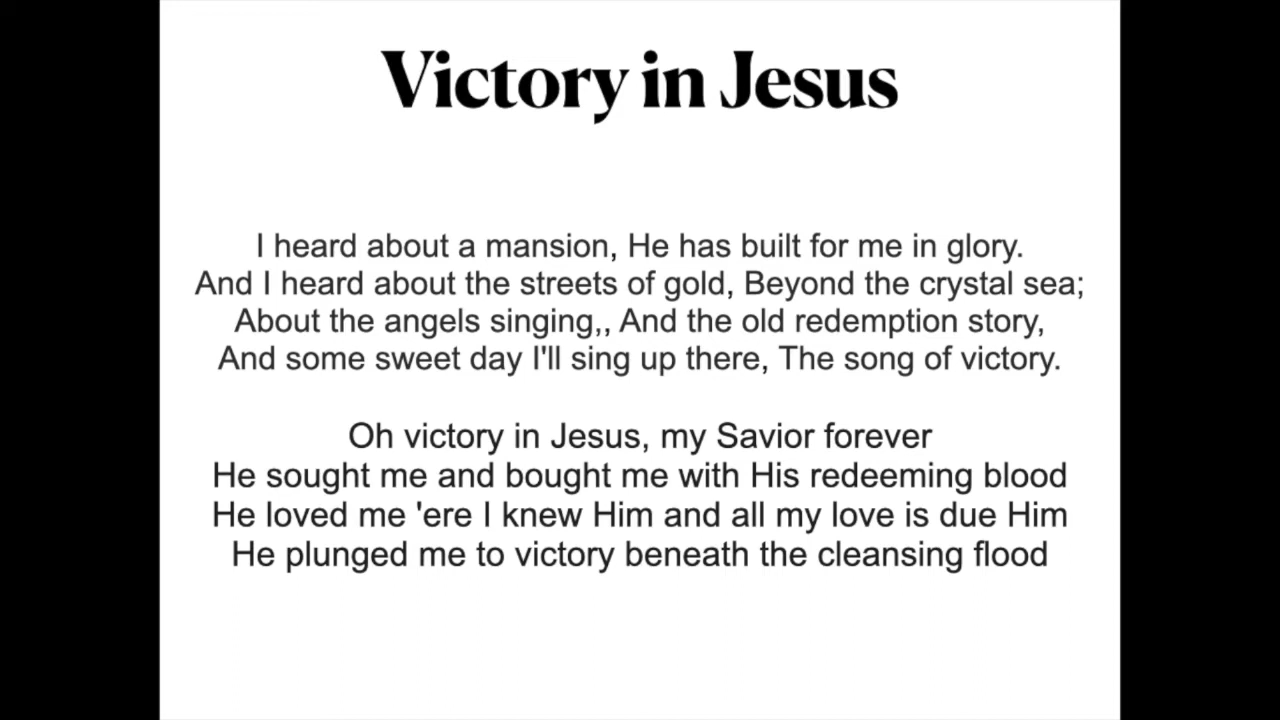 Victory in Jesus
I heard about a mansion, He has built for me in glory.
And I heard about the streets of gold, Beyond the crystal sea;
About the angels singing,, And the old redemption story,
And some sweet day I'll sing up there, The song of victory.
Oh victory in Jesus, my Savior forever
He sought me and bought me with His redeeming blood
He loved me 'ere I knew Him and all my love is due Him
He plunged me to victory beneath the cleansing flood